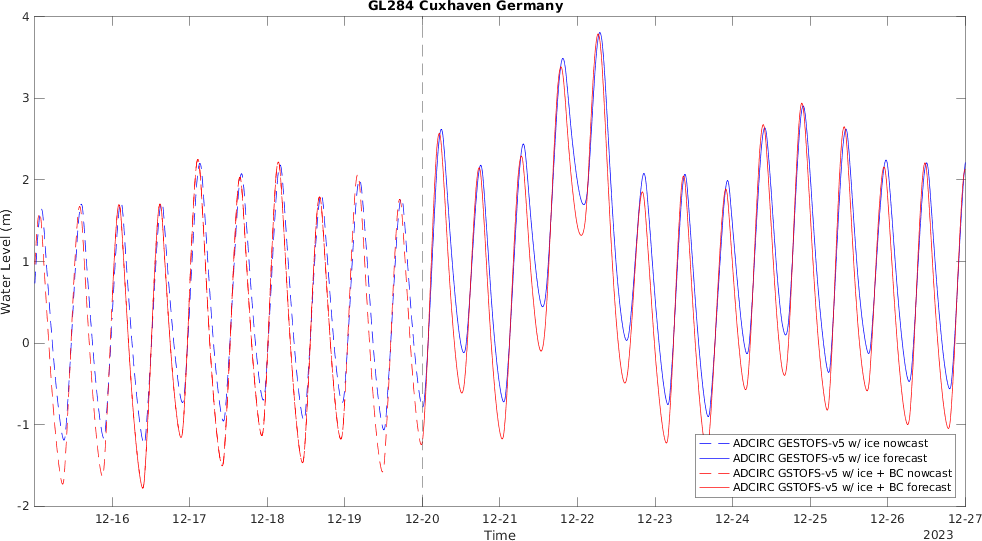 GL284 Cuxhaven Germany
4
3
2
1
0
-1
-2
Water Level (m)
ADCIRC GESTOFS-v5 w/ ice nowcast
ADCIRC GESTOFS-v5 w/ ice forecast
ADCIRC GSTOFS-v5 w/ ice + BC nowcast
ADCIRC GSTOFS-v5 w/ ice + BC forecast
12-16 12-17 12-18 12-19 12-20 12-21 12-22 12-23 12-24 12-25 12-26 12-27
Time
2023